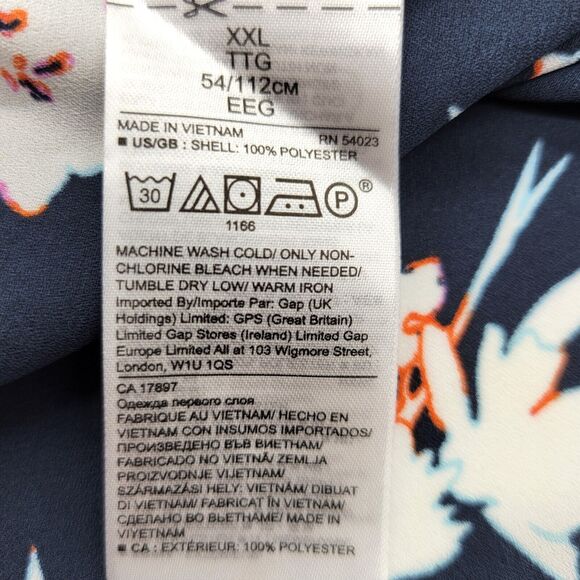 XXL
TTG
54/112СМ
EEG
MADE IN VIETNAM RN 54023
■ US/GB : SHELL: 100% POLYESTER
30 P ®
1166
MACHINE WASH COLD/ ONLY NON-
CHLORINE BLEACH WHEN NEEDED/
TUMBLE DRY LOW/ WARM IRON
Imported By/Importe Par: Gap (UK
Holdings) Limited: GPS (Great Britain)
Limited Gap Stores (Ireland) Limited Gap
Europe Limited All at 103 Wigmore Street,
London, W1U 1QS
CA 17897
Одежда первого слоя
FABRIQUE AU VIETNAM/ HECHO EN
VIETNAM CON INSUMOS IMPORTADOS/
ПРОИЗВЕДЕНО ВЪВ ВИЕТНАМ/
FABRICADO NO VIETNÃ/ ZEMLJA
PROIZVODNJE VIJETNAM/
SZÁRMAZÁSI HELY: VIETNÁM/ DIBUAT
DI VIETNAM/ FABRICAT ÎN VIETNAM/
СДЕЛАНО ВО ВЬЕТНАМЕ/ MADE IN
VIYETNAM
■ CA : EXTÉRIEUR: 100% POLYESTER